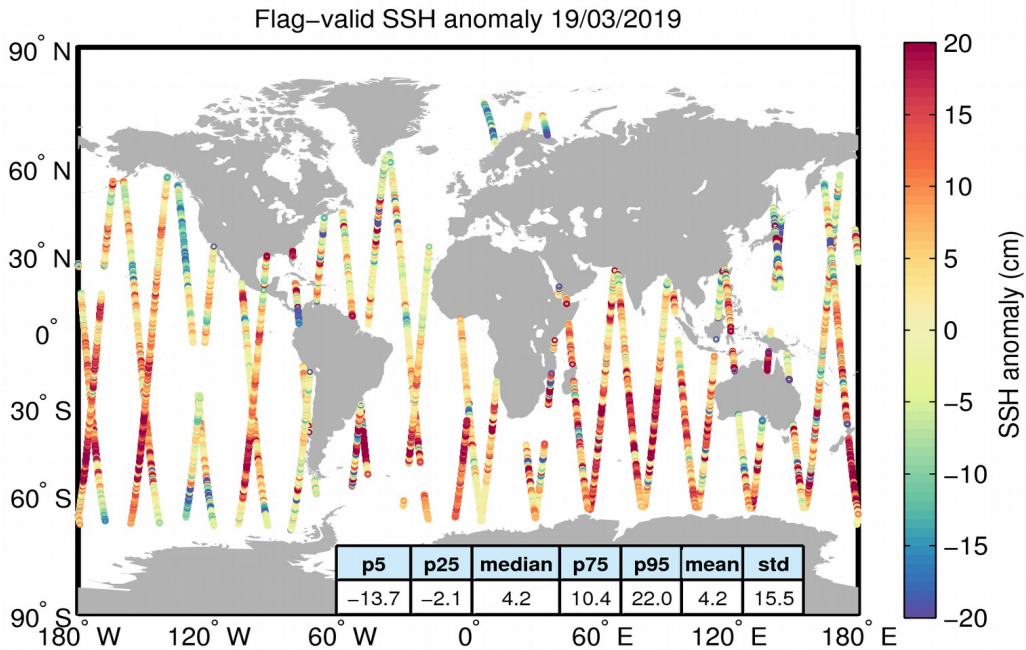 Flag−valid SSH anomaly 19/03/2019
90° N
60° N
30° N
0°
30° S
60° S
90° S
180° W
120° W
60° W
0°
60° E
120° E
180° E
p5 p25 median p75 p95 mean std
−13.7 −2.1 4.2 10.4 22.0 4.2 15.5
20
15
10
5
0
−5
−10
−15
−20
SSH anomaly (cm)